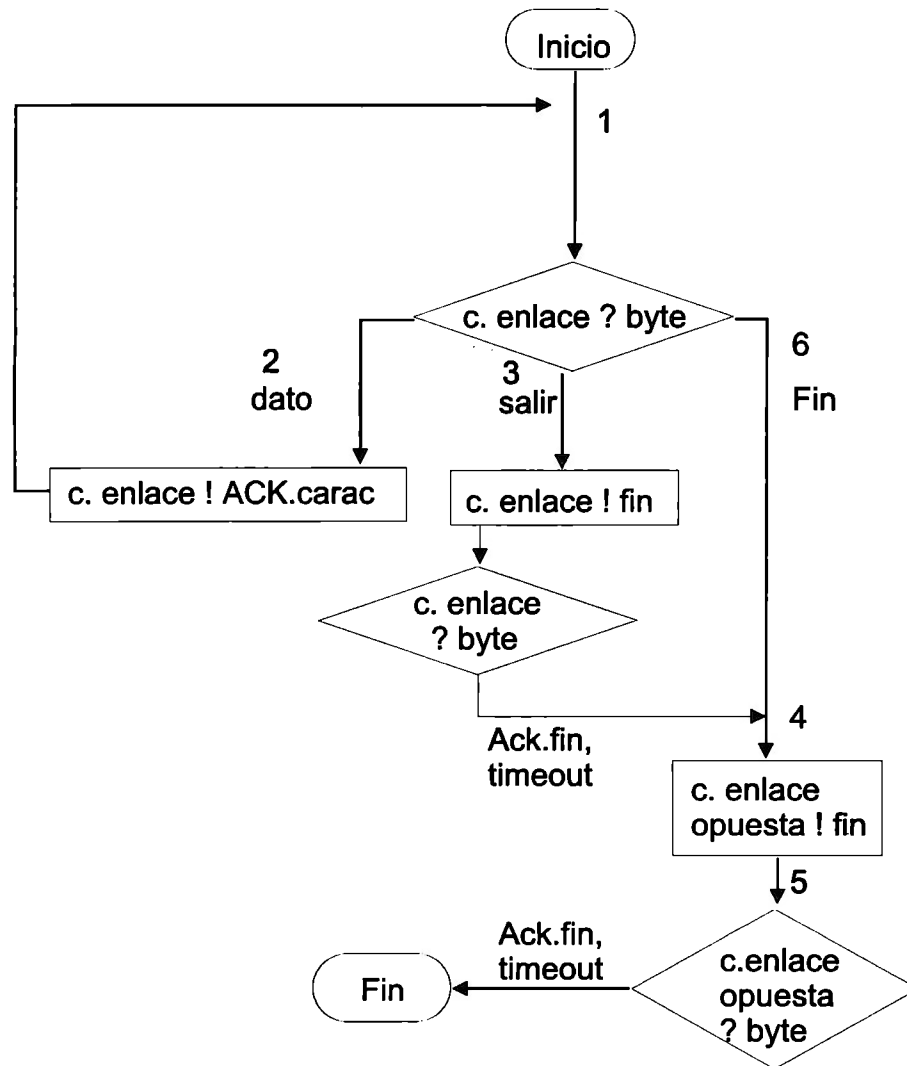 Inicio
1
c. enlace ? byte
6
Fin
2
dato
3
salir
c. enlace ! ACK.carac
c. enlace ! fin
c. enlace
? byte
4
Ack.fin,
timeout
c. enlace
opuesta ! fin
5
Ack.fin,
timeout
Fin
c.enlace
opuesta
? byte